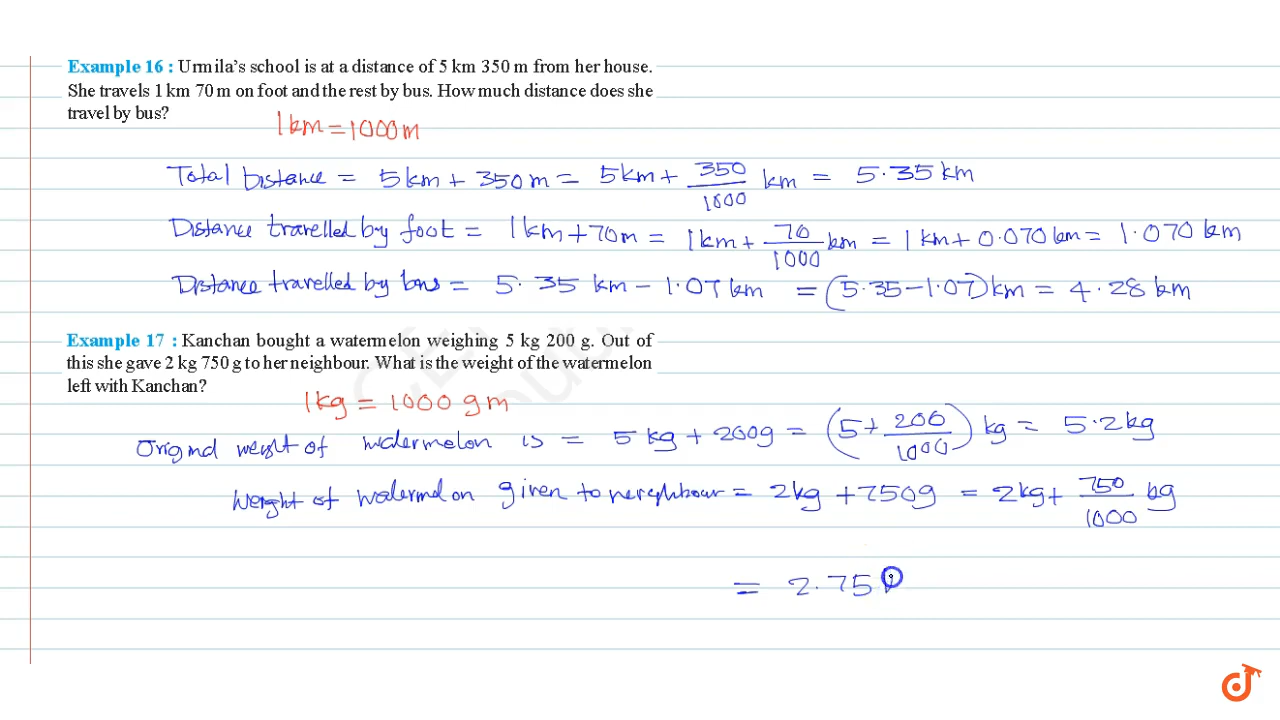 Example 16 : Urmila's school is at a distance of 5 km 350 m from her house.
She travels 1 km 70 m on foot and the rest by bus. How much distance does she
travel by bus?
1km = 1000m
Total Distance = 5km + 350m = 5km + 350/1000 km = 5.35 km
Distance travelled by foot = 1km + 70m = 1km + 70/1000 km = 1km + 0.070km = 1.070 km
Distance travelled by bus = 5.35 km - 1.07 km = (5.35 - 1.07) km = 4.28 km
Example 17 : Kanchan bought a watermelon weighing 5 kg 200 g. Out of
this she gave 2 kg 750 g to her neighbour. What is the weight of the watermelon
left with Kanchan?
1kg = 1000 gm
Original weight of watermelon is = 5 kg + 200g = (5 + 200/1000) kg = 5.2 kg
Weight of watermelon given to neighbour = 2kg + 750g = 2kg + 750/1000 kg
= 2.75